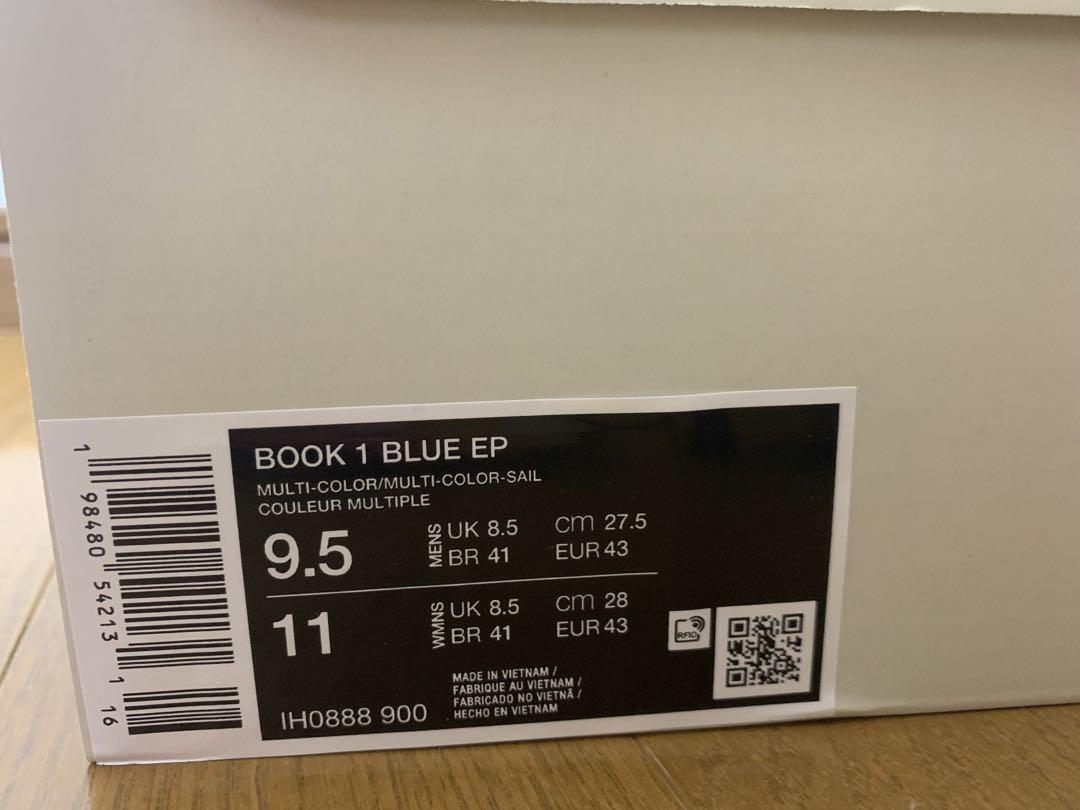 BOOK 1 BLUE EP
MULTI-COLOR/MULTI-COLOR-SAIL
COULEUR MULTIPLE
9.5 MENS UK 8.5 cm 27.5
BR 41 EUR 43
11 WMNS UK 8.5 cm 28
BR 41 EUR 43
RFID
MADE IN VIETNAM /
FABRIQUE AU VIETNAM /
FABRICADO NO VIETNÃ /
HECHO EN VIETNAM
IH0888 900
1 98480 54213 1 16